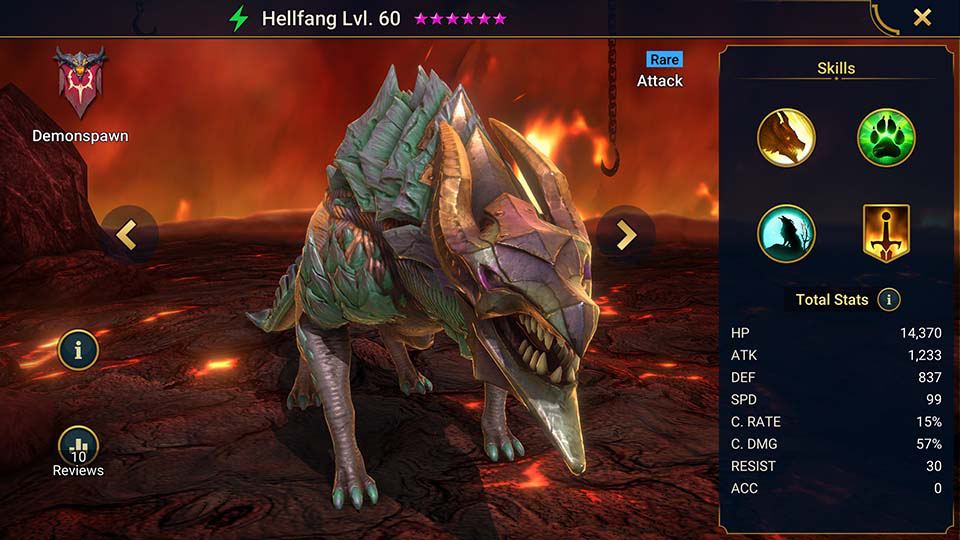 Hellfang Lvl. 60
Demonspawn
Rare
Attack
10
Reviews
Skills
Total Stats i
HP 14,370
ATK 1,233
DEF 837
SPD 99
C. RATE 15%
C. DMG 57%
RESIST 30
ACC 0